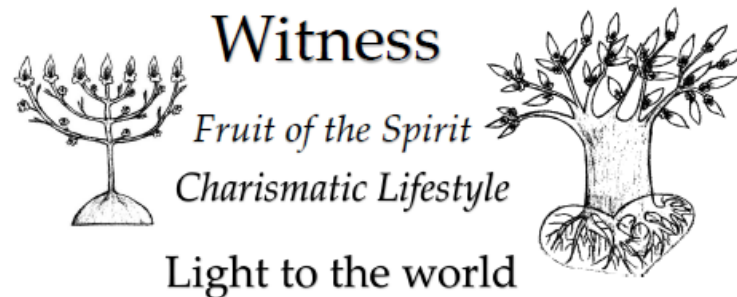 Witness
Fruit of the Spirit
Charismatic Lifestyle
Light to the world